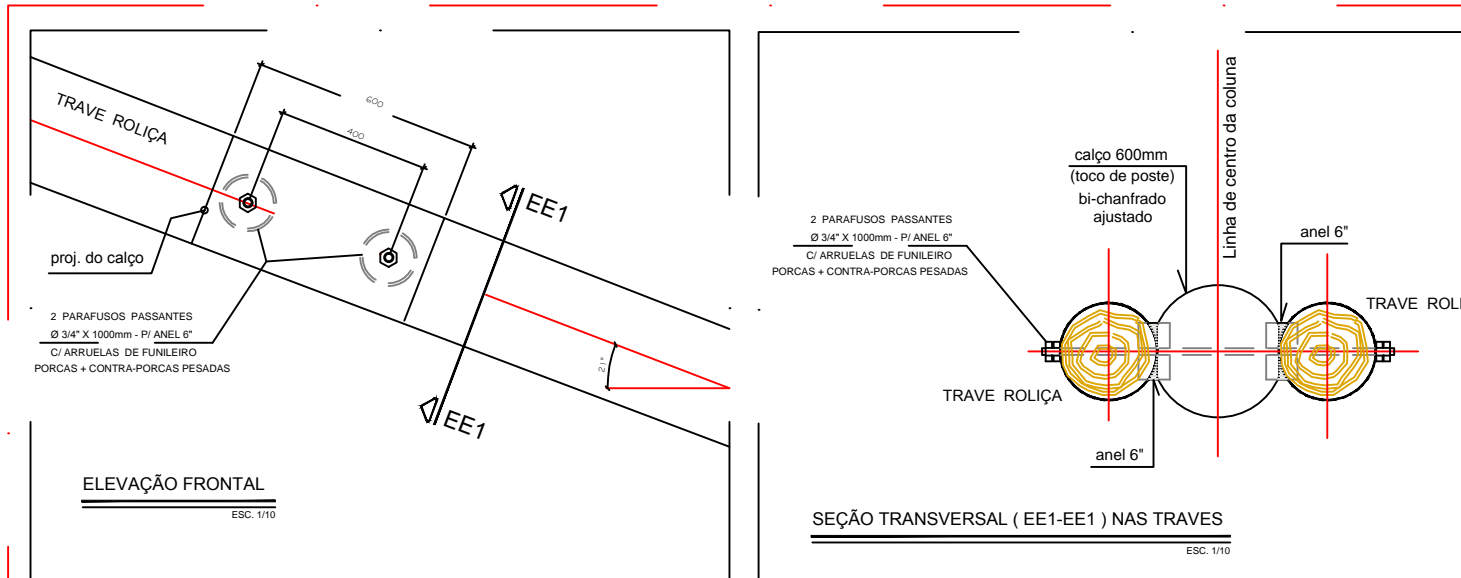 TRAVE ROLIÇA
600
400
EE1
proj. do calço
2 PARAFUSOS PASSANTES
Ø 3/4" X 1000mm - P/ ANEL 6"
C/ ARRUELAS DE FUNILEIRO
PORCAS + CONTRA-PORCAS PESADAS
21°
EE1
ELEVAÇÃO FRONTAL
ESC. 1/10
Linha de centro da coluna
calço 600mm
(toco de poste)
bi-chanfrado
ajustado
2 PARAFUSOS PASSANTES
Ø 3/4" X 1000mm - P/ ANEL 6"
C/ ARRUELAS DE FUNILEIRO
PORCAS + CONTRA-PORCAS PESADAS
anel 6"
TRAVE ROLI
TRAVE ROLIÇA
anel 6"
SEÇÃO TRANSVERSAL ( EE1-EE1 ) NAS TRAVES
ESC. 1/10